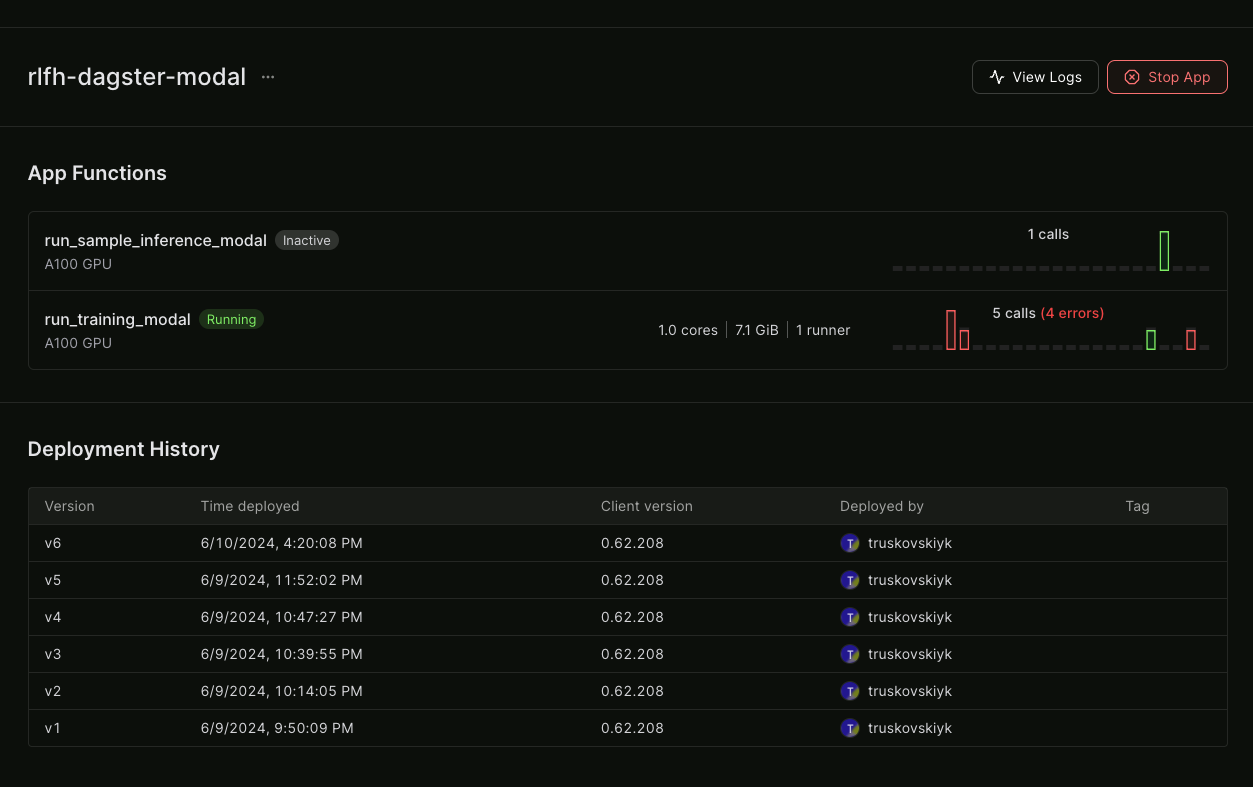 rlfh-dagster-modal ...
View Logs
Stop App
App Functions
run_sample_inference_modal Inactive
A100 GPU
1 calls
run_training_modal Running
A100 GPU
1.0 cores 7.1 GiB 1 runner
5 calls (4 errors)
Deployment History
Version Time deployed Client version Deployed by Tag
v6 6/10/2024, 4:20:08 PM 0.62.208 T truskovskiyk
v5 6/9/2024, 11:52:02 PM 0.62.208 T truskovskiyk
v4 6/9/2024, 10:47:27 PM 0.62.208 T truskovskiyk
v3 6/9/2024, 10:39:55 PM 0.62.208 T truskovskiyk
v2 6/9/2024, 10:14:05 PM 0.62.208 T truskovskiyk
v1 6/9/2024, 9:50:09 PM 0.62.208 T truskovskiyk